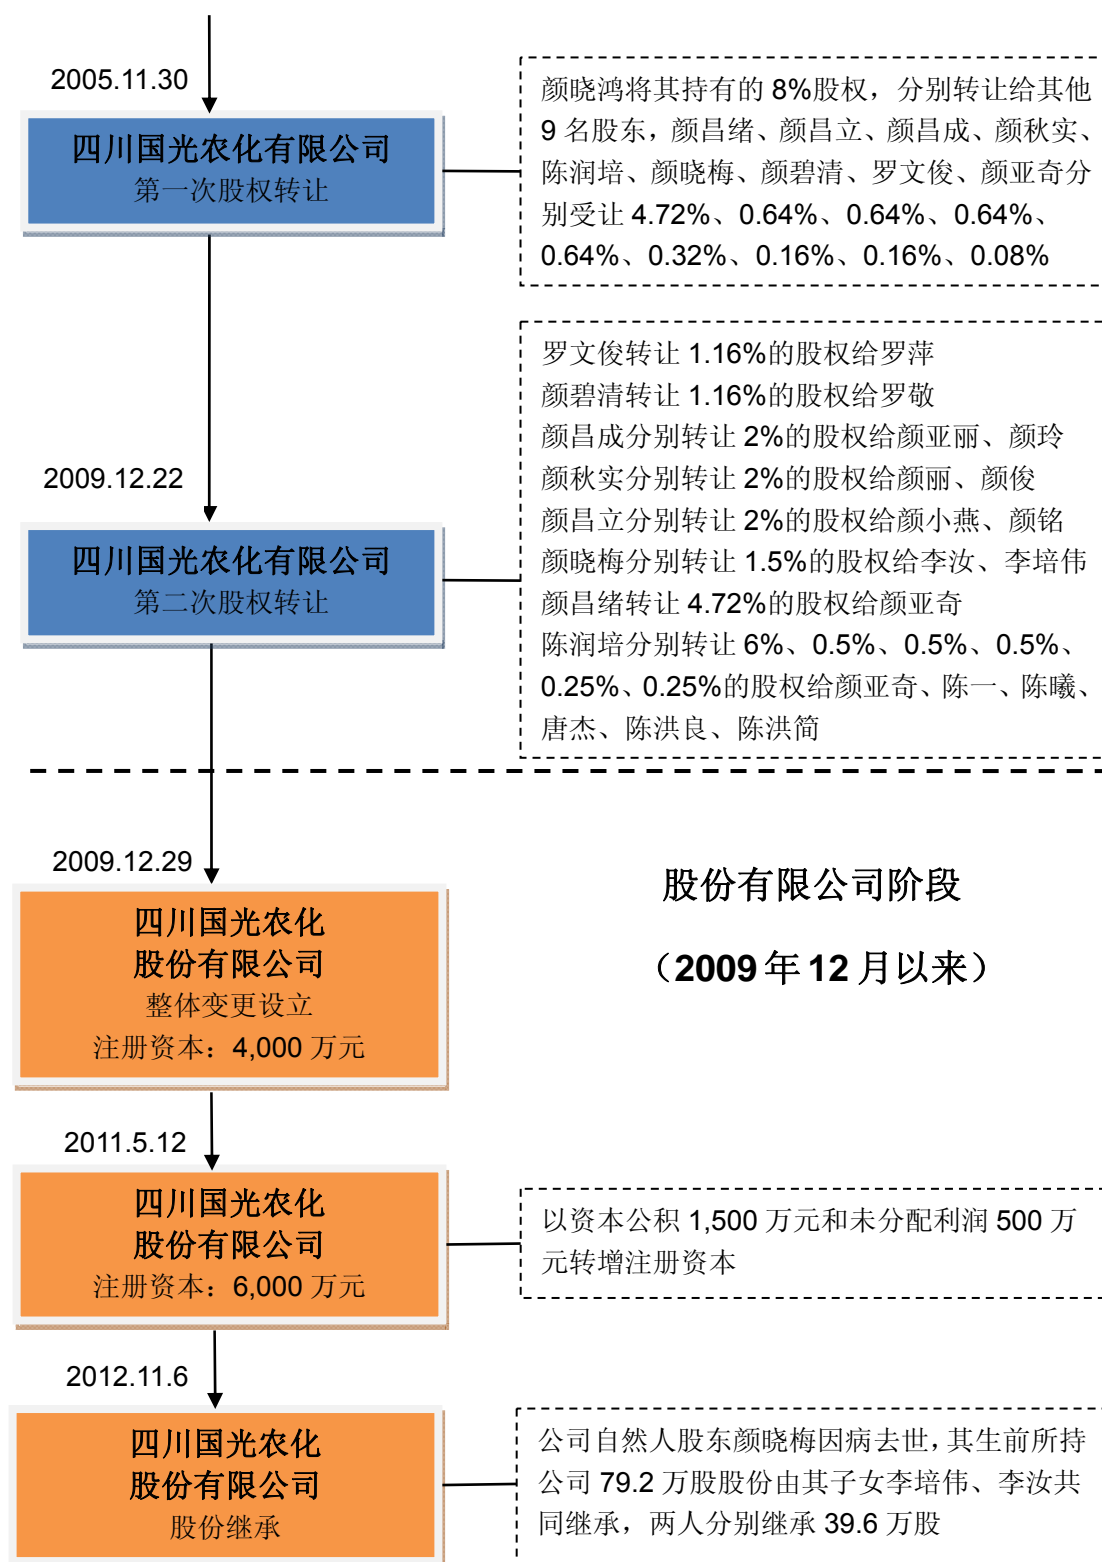 2005.11.30
四川国光农化有限公司
第一次股权转让
颜晓鸿将其持有的 8%股权，分别转让给其他
9 名股东，颜昌绪、颜昌立、颜昌成、颜秋实、
陈润培、颜晓梅、颜碧清、罗文俊、颜亚奇分
别受让 4.72%、0.64%、0.64%、0.64%、
0.64%、0.32%、0.16%、0.16%、0.08%
2009.12.22
四川国光农化有限公司
第二次股权转让
罗文俊转让 1.16%的股权给罗萍
颜碧清转让 1.16%的股权给罗敬
颜昌成分别转让 2%的股权给颜亚丽、颜玲
颜秋实分别转让 2%的股权给颜丽、颜俊
颜昌立分别转让 2%的股权给颜小燕、颜铭
颜晓梅分别转让 1.5%的股权给李汝、李培伟
颜昌绪转让 4.72%的股权给颜亚奇
陈润培分别转让 6%、0.5%、0.5%、0.5%、
0.25%、0.25%的股权给颜亚奇、陈一、陈曦、
唐杰、陈洪良、陈洪简
2009.12.29
四川国光农化
股份有限公司
整体变更设立
注册资本：4,000 万元
股份有限公司阶段
（2009 年 12 月以来）
2011.5.12
四川国光农化
股份有限公司
注册资本：6,000 万元
以资本公积 1,500 万元和未分配利润 500 万
元转增注册资本
2012.11.6
四川国光农化
股份有限公司
股份继承
公司自然人股东颜晓梅因病去世，其生前所持
公司 79.2 万股股份由其子女李培伟、李汝共
同继承，两人分别继承 39.6 万股